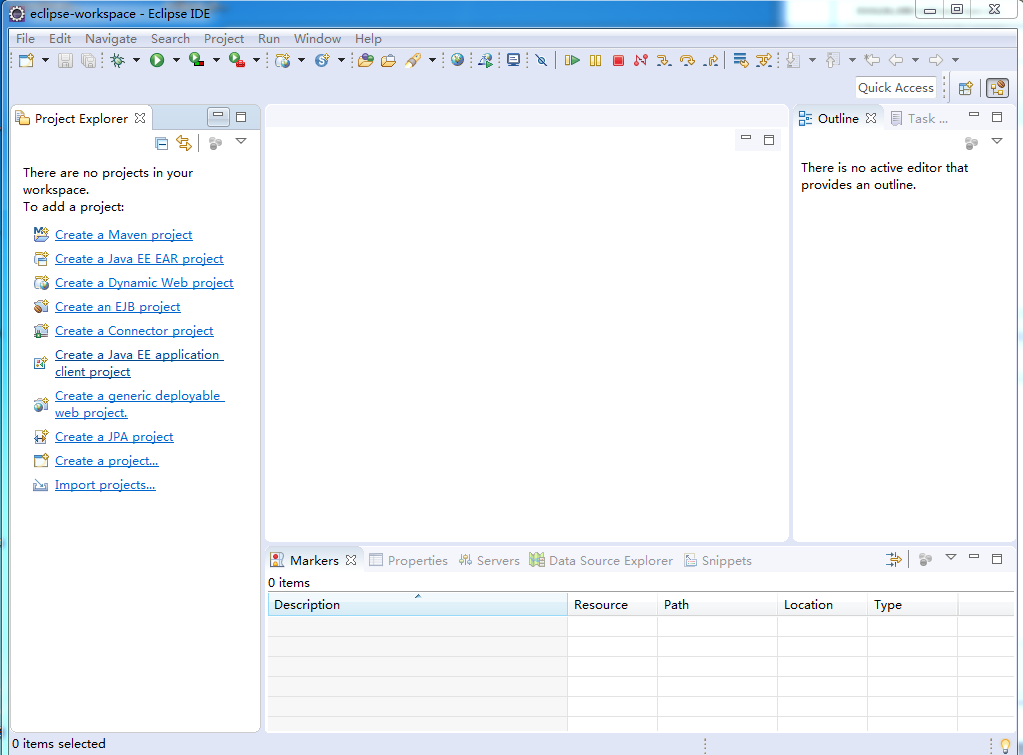 eclipse-workspace - Eclipse IDE
File Edit Navigate Search Project Run Window Help
Quick Access
Project Explorer
There are no projects in your
workspace.
To add a project:
Create a Maven project
Create a Java EE EAR project
Create a Dynamic Web project
Create an EJB project
Create a Connector project
Create a Java EE application
client project
Create a generic deployable
web project.
Create a JPA project
Create a project...
Import projects...
Outline Task ...
There is no active editor that
provides an outline.
Markers Properties Servers Data Source Explorer Snippets
0 items
Description Resource Path Location Type
0 items selected